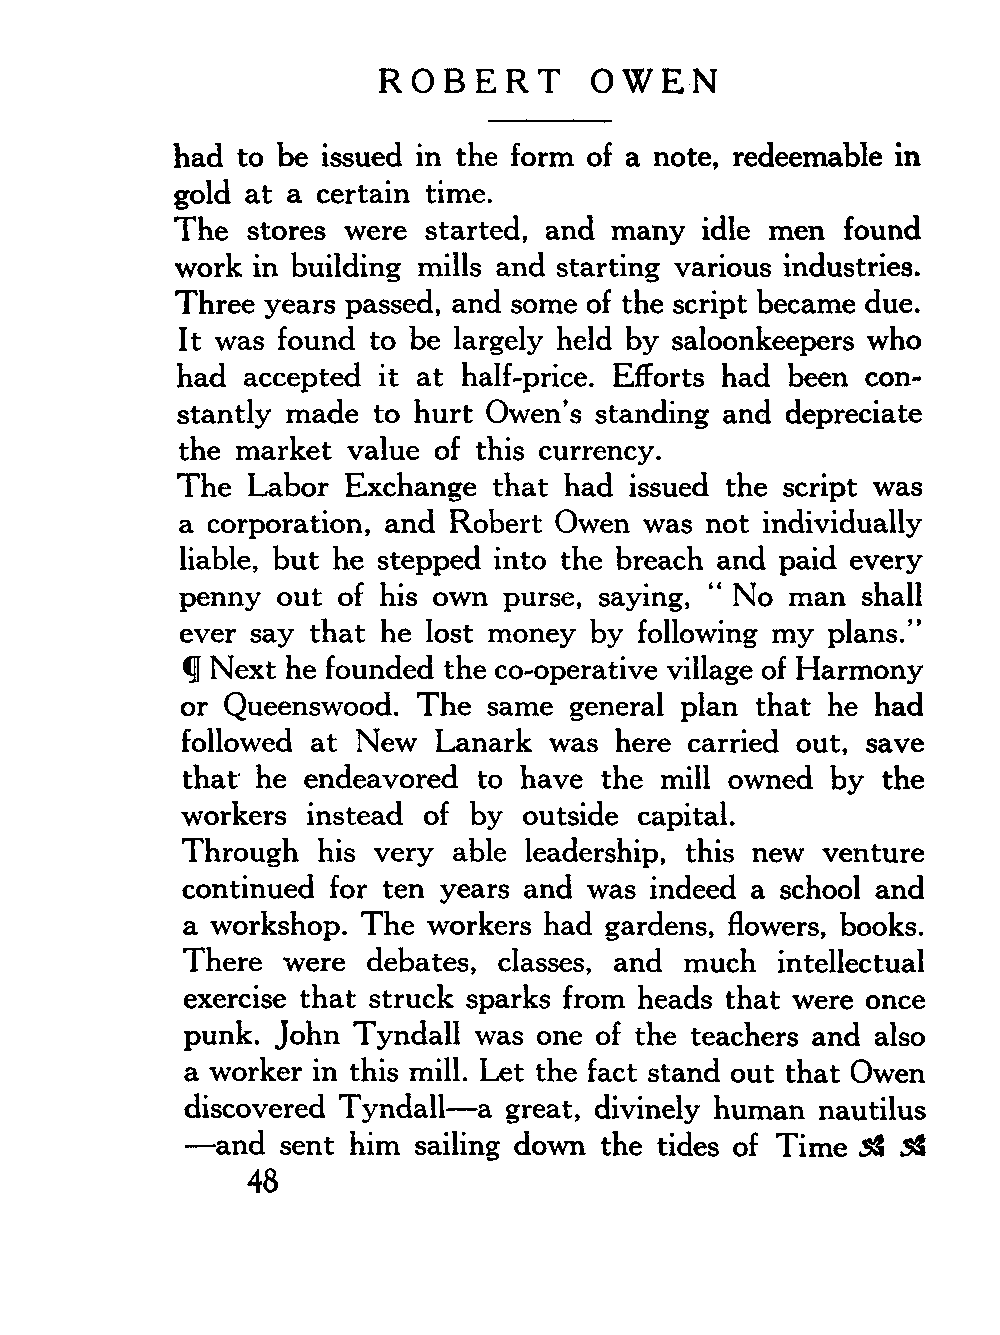 ROBERT OWEN
had to be issued in the form of a note, redeemable in
gold at a certain time.
The stores were started, and many idle men found
work in building mills and starting various industries.
Three years passed, and some of the script became due.
It was found to be largely held by saloonkeepers who
had accepted it at half-price. Efforts had been con-
stantly made to hurt Owen's standing and depreciate
the market value of this currency.
The Labor Exchange that had issued the script was
a corporation, and Robert Owen was not individually
liable, but he stepped into the breach and paid every
penny out of his own purse, saying, " No man shall
ever say that he lost money by following my plans."
¶ Next he founded the co-operative village of Harmony
or Queenswood. The same general plan that he had
followed at New Lanark was here carried out, save
that he endeavored to have the mill owned by the
workers instead of by outside capital.
Through his very able leadership, this new venture
continued for ten years and was indeed a school and
a workshop. The workers had gardens, flowers, books.
There were debates, classes, and much intellectual
exercise that struck sparks from heads that were once
punk. John Tyndall was one of the teachers and also
a worker in this mill. Let the fact stand out that Owen
discovered Tyndall—a great, divinely human nautilus
—and sent him sailing down the tides of Time
48